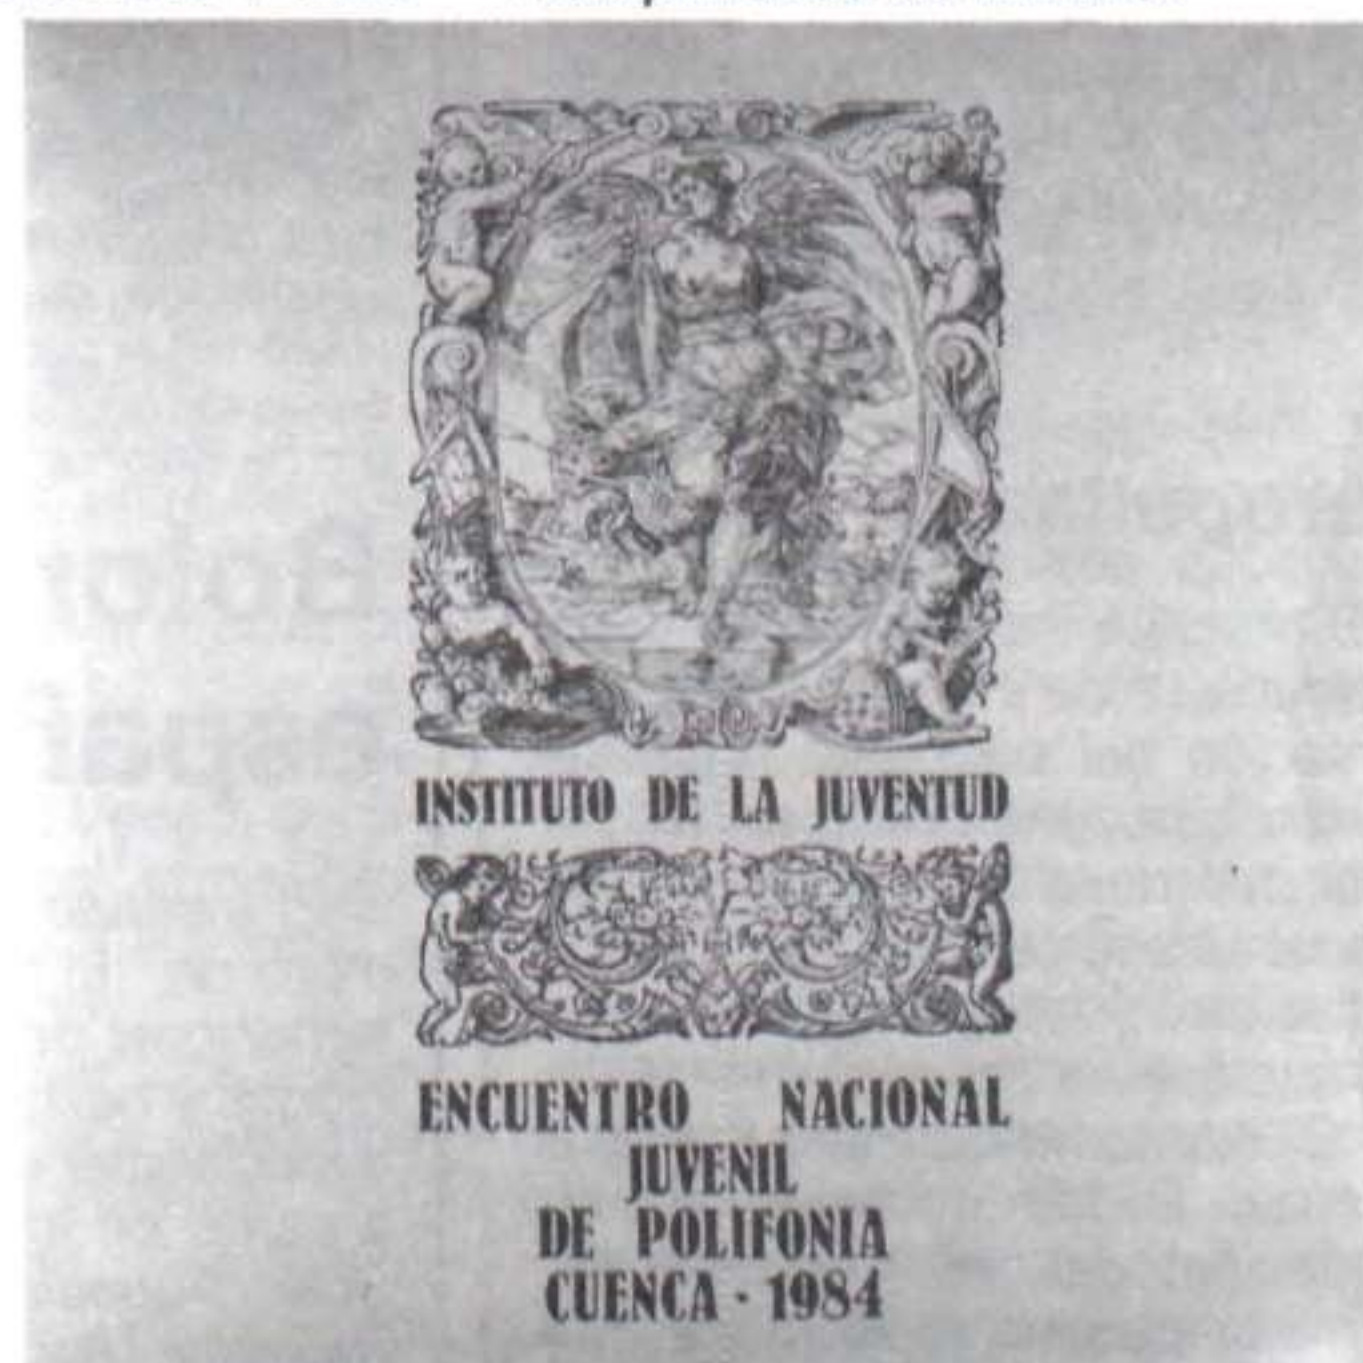 INSTITUTO DE LA JUVENTUD
ENCUENTRO NACIONAL
JUVENIL
DE POLIFONIA
CUENCA - 1984